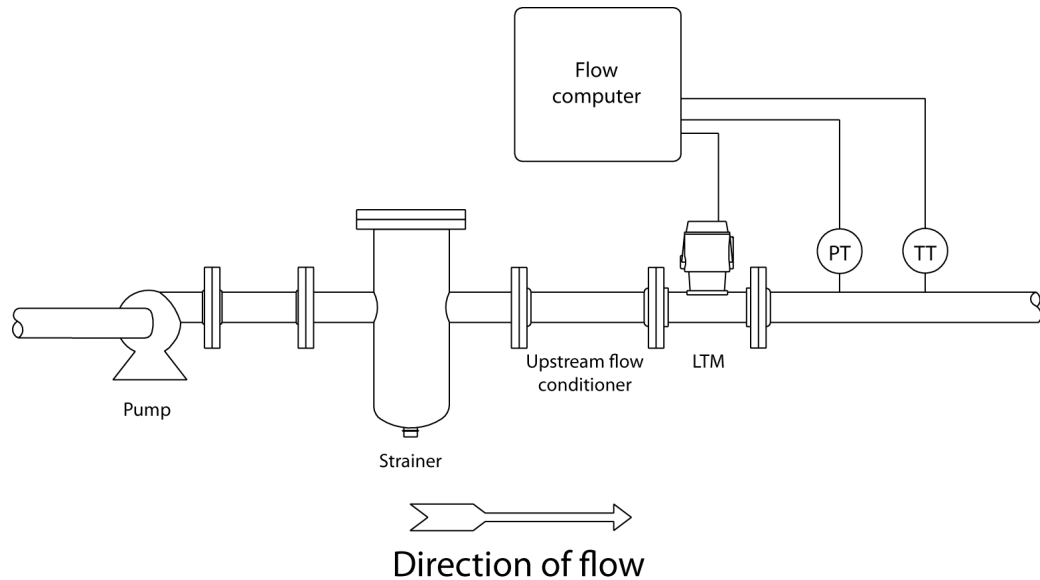 Flow
computer
PT
TT
Upstream flow
conditioner
LTM
Pump
Strainer
Direction of flow